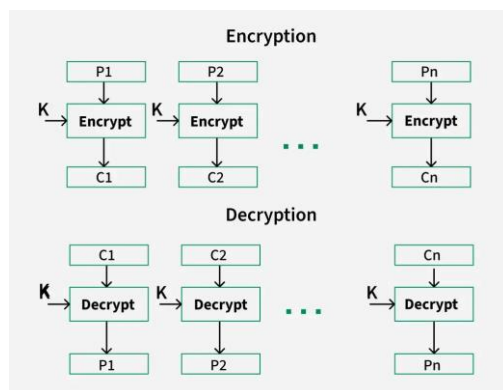 Encryption
P1 P2 Pn
K Encrypt K Encrypt K Encrypt
...
C1 C2 Cn
Decryption
C1 C2 Cn
K Decrypt K Decrypt K Decrypt
...
P1 P2 Pn